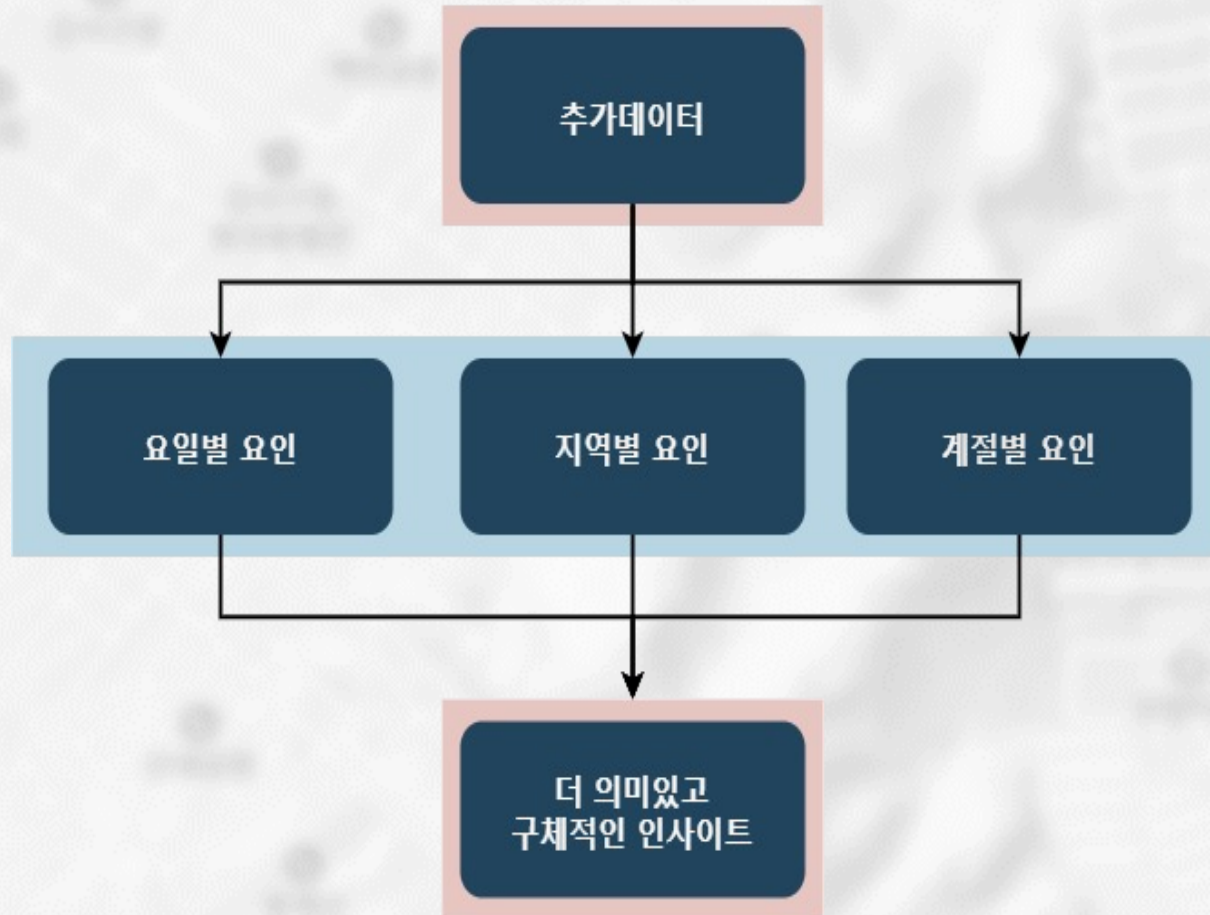 추가데이터
요일별 요인
지역별 요인
계절별 요인
더 의미있고
구체적인 인사이트